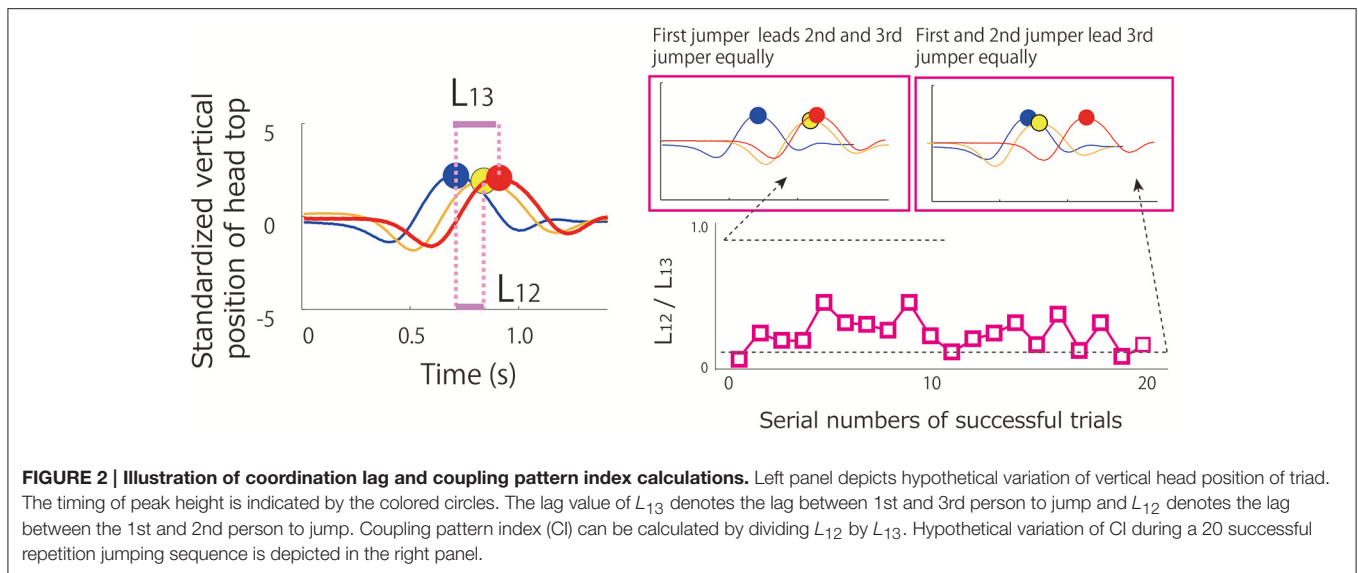 Standardized vertical
position of head top
5
0
-5
L13
L12
0
0.5
1.0
Time (s)
First jumper leads 2nd and 3rd
jumper equally
First and 2nd jumper lead 3rd
jumper equally
L12 / L13
1.0
0
0
10
20
Serial numbers of successful trials
FIGURE 2 | Illustration of coordination lag and coupling pattern index calculations. Left panel depicts hypothetical variation of vertical head position of triad.
The timing of peak height is indicated by the colored circles. The lag value of L13 denotes the lag between 1st and 3rd person to jump and L12 denotes the lag
between the 1st and 2nd person to jump. Coupling pattern index (CI) can be calculated by dividing L12 by L13. Hypothetical variation of CI during a 20 successful
repetition jumping sequence is depicted in the right panel.